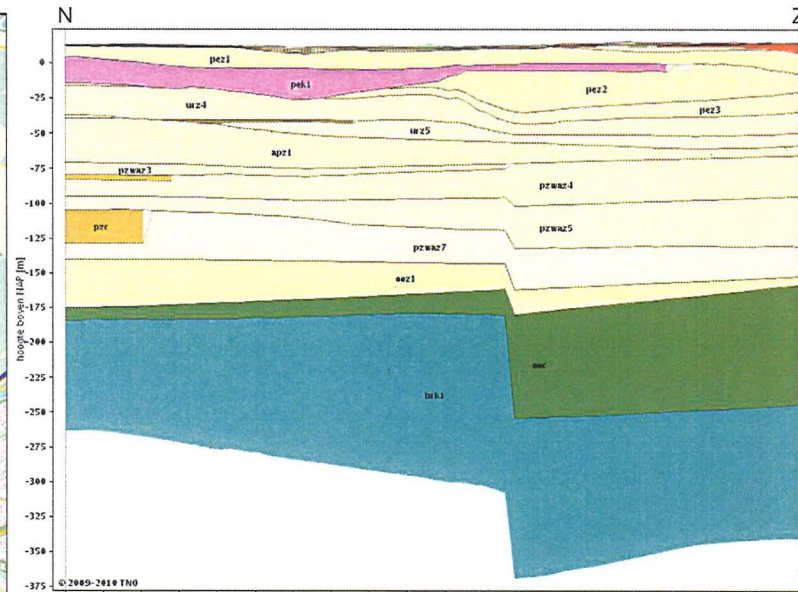 N Z
0
pez1
pek1
pez2
-25
urz4
pez3
-50
urz5
apz1
-75
pzwaz3
pzwaz4
-100
pzc
pzwaz5
-125
pzwaz7
-150
ooz1
-175
-200
ooc
-225
brk1
-250
-275
-300
-325
-350
-375
hoogte boven NAP [m]
© 2009-2010 TNO